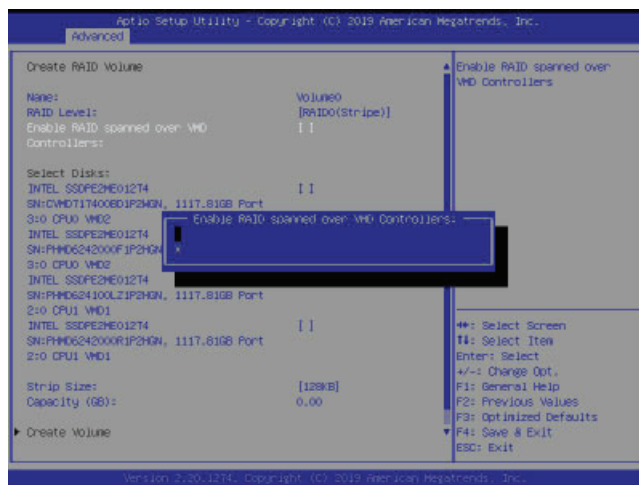 Aptio Setup Utility - Copyright (C) 2019 American Megatrends, Inc.
Advanced
Create RAID Volume
Name: Volume0
RAID Level: [RAID0(Stripe)]
Enable RAID spanned over VMD [ ]
Controllers:
Select Disks:
INTEL SSDPE2ME012T4 [ ]
SN:CVMD17400BD1P2MGN, 1117.81GB Port
3:0 CPU0 VMD2
INTEL SSDPE2ME012T4
SN:PHMD6242000F1P2HGN
3:0 CPU0 VMD2
INTEL SSDPE2ME012T4
SN:PHMD624100LZ1P2HGN, 1117.81GB Port
2:0 CPU1 VMD1
INTEL SSDPE2ME012T4 [ ]
SN:PHMD6242000R1P2HGN, 1117.81GB Port
2:0 CPU1 VMD1
Strip Size: [128KB]
Capacity (GB): 0.00
Create Volume
Enable RAID spanned over VMD Controllers:
Enable RAID spanned over
VMD Controllers
↔: Select Screen
↑↓: Select Item
Enter: Select
+/-: Change Opt.
F1: General Help
F2: Previous Values
F3: Optimized Defaults
F4: Save & Exit
ESC: Exit
Version 2.20.1274. Copyright (C) 2019 American Megatrends, Inc.